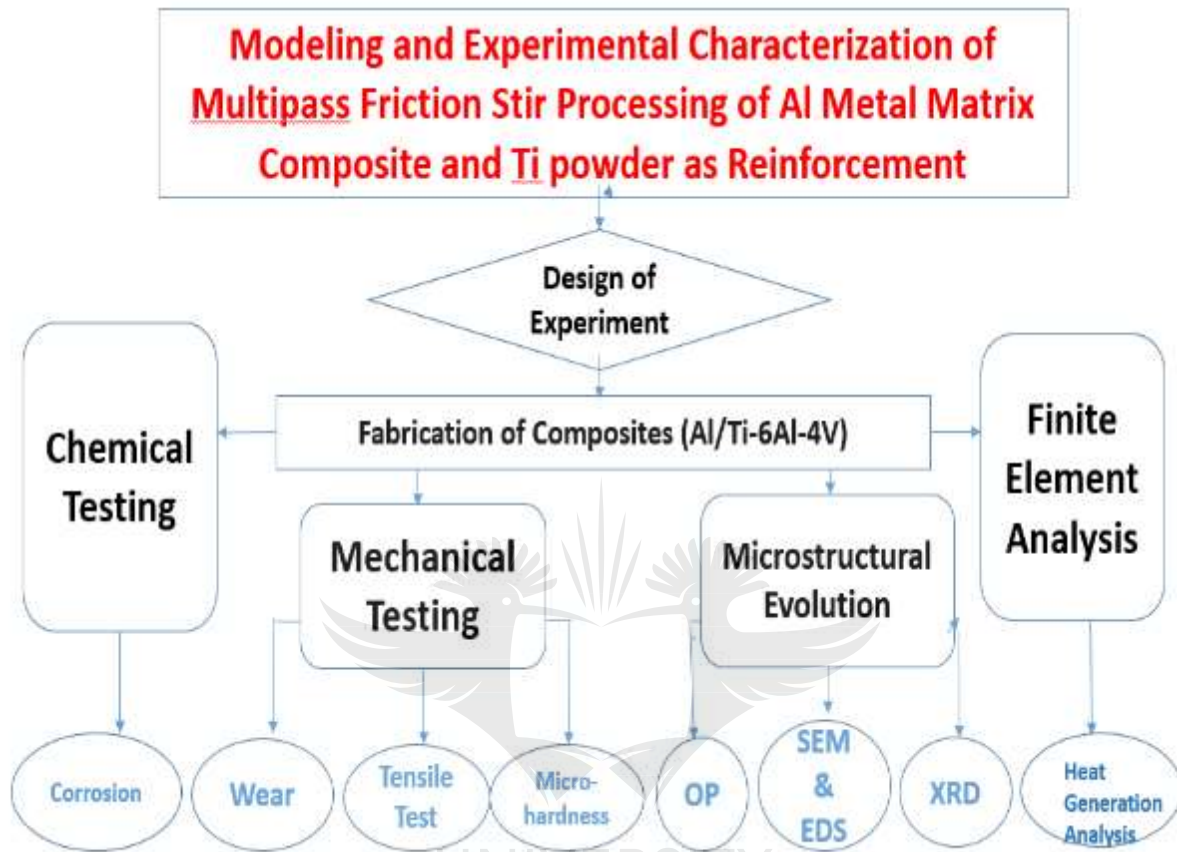 Modeling and Experimental Characterization of
Multipass Friction Stir Processing of Al Metal Matrix
Composite and Ti powder as Reinforcement
Design of
Experiment
Fabrication of Composites (Al/Ti-6Al-4V)
Chemical
Testing
Mechanical
Testing
Microstructural
Evolution
Finite
Element
Analysis
Corrosion
Wear
Tensile
Test
Micro-
hardness
OP
SEM
&
EDS
XRD
Heat
Generation
Analysis